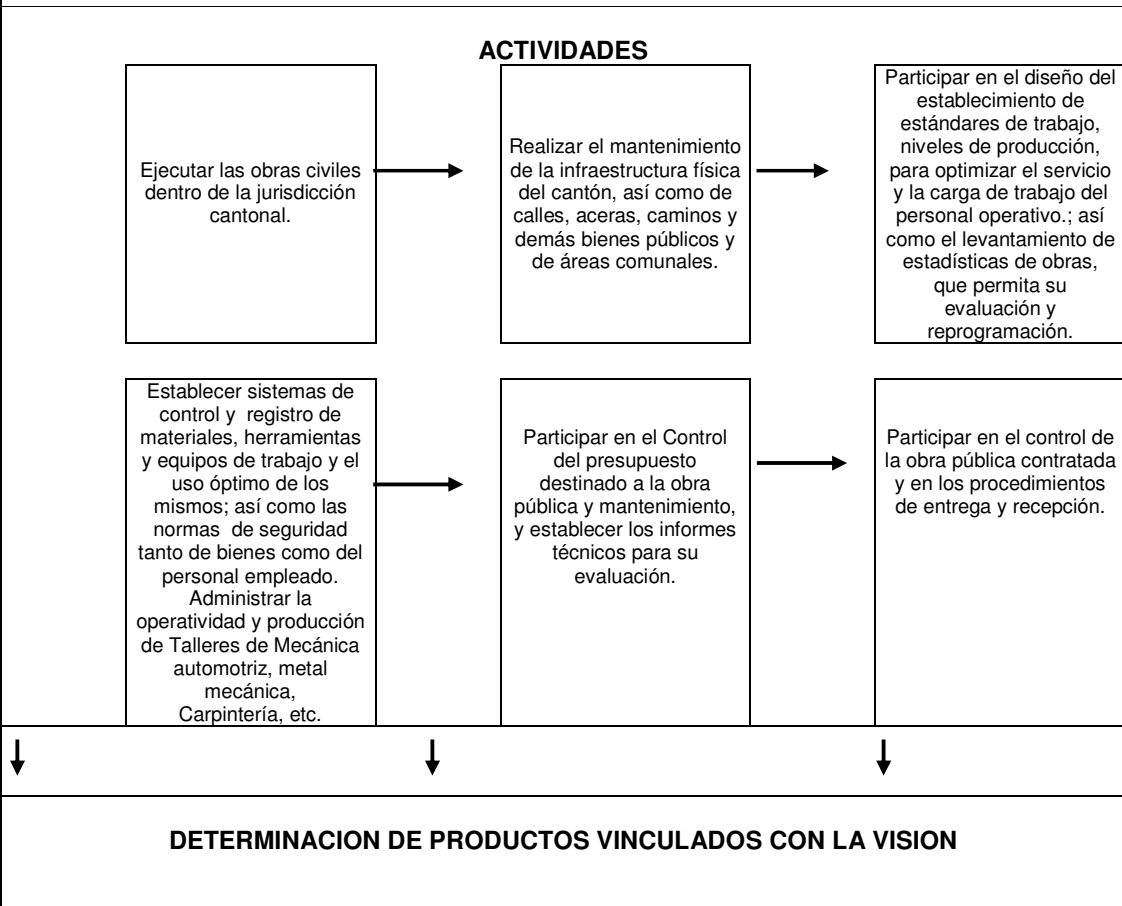 ACTIVIDADES
Ejecutar las obras civiles
dentro de la jurisdicción
cantonal.
Realizar el mantenimiento
de la infraestructura física
del cantón, así como de
calles, aceras, caminos y
demás bienes públicos y
de áreas comunales.
Participar en el diseño del
establecimiento de
estándares de trabajo,
niveles de producción,
para optimizar el servicio
y la carga de trabajo del
personal operativo.; así
como el levantamiento de
estadísticas de obras,
que permita su
evaluación y
reprogramación.
Establecer sistemas de
control y registro de
materiales, herramientas
y equipos de trabajo y el
uso óptimo de los
mismos; así como las
normas de seguridad
tanto de bienes como del
personal empleado.
Administrar la
operatividad y producción
de Talleres de Mecánica
automotriz, metal
mecánica,
Carpintería, etc.
Participar en el Control
del presupuesto
destinado a la obra
pública y mantenimiento,
y establecer los informes
técnicos para su
evaluación.
Participar en el control de
la obra pública contratada
y en los procedimientos
de entrega y recepción.
DETERMINACION DE PRODUCTOS VINCULADOS CON LA VISION